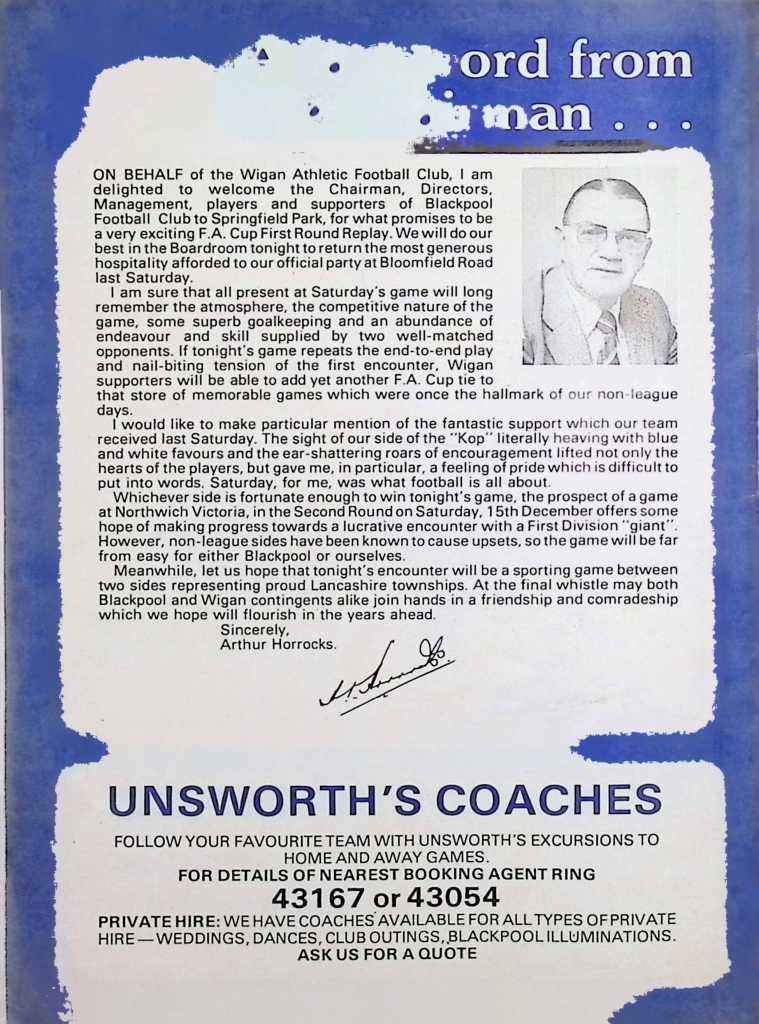 ord from
man . . .
ON BEHALF of the Wigan Athletic Football Club, I am
delighted to welcome the Chairman, Directors,
Management, players and supporters of Blackpool
Football Club to Springfield Park, for what promises to be
a very exciting F.A. Cup First Round Replay. We will do our
best in the Boardroom tonight to return the most generous
hospitality afforded to our official party at Bloomfield Road
last Saturday.
I am sure that all present at Saturday's game will long
remember the atmosphere, the competitive nature of the
game, some superb goalkeeping and an abundance of
endeavour and skill supplied by two well-matched
opponents. If tonight's game repeats the end-to-end play
and nail-biting tension of the first encounter, Wigan
supporters will be able to add yet another F.A. Cup tie to
that store of memorable games which were once the hallmark of our non-league
days.
I would like to make particular mention of the fantastic support which our team
received last Saturday. The sight of our side of the "Kop" literally heaving with blue
and white favours and the ear-shattering roars of encouragement lifted not only the
hearts of the players, but gave me, in particular, a feeling of pride which is difficult to
put into words. Saturday, for me, was what football is all about.
Whichever side is fortunate enough to win tonight's game, the prospect of a game
at Northwich Victoria, in the Second Round on Saturday, 15th December offers some
hope of making progress towards a lucrative encounter with a First Division "giant".
However, non-league sides have been known to cause upsets, so the game will be far
from easy for either Blackpool or ourselves.
Meanwhile, let us hope that tonight's encounter will be a sporting game between
two sides representing proud Lancashire townships. At the final whistle may both
Blackpool and Wigan contingents alike join hands in a friendship and comradeship
which we hope will flourish in the years ahead.
Sincerely,
Arthur Horrocks.
UNSWORTH'S COACHES
FOLLOW YOUR FAVOURITE TEAM WITH UNSWORTH'S EXCURSIONS TO
HOME AND AWAY GAMES.
FOR DETAILS OF NEAREST BOOKING AGENT RING
43167 or 43054
PRIVATE HIRE: WE HAVE COACHES AVAILABLE FOR ALL TYPES OF PRIVATE
HIRE — WEDDINGS, DANCES, CLUB OUTINGS, BLACKPOOL ILLUMINATIONS.
ASK US FOR A QUOTE